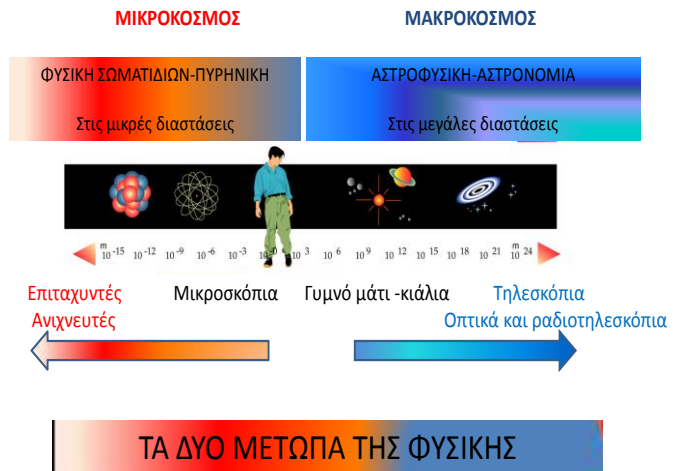 ΜΙΚΡΟΚΟΣΜΟΣ
ΜΑΚΡΟΚΟΣΜΟΣ
ΦΥΣΙΚΗ ΣΩΜΑΤΙΔΙΩΝ-ΠΥΡΗΝΙΚΗ
Στις μικρές διαστάσεις
ΑΣΤΡΟΦΥΣΙΚΗ-ΑΣΤΡΟΝΟΜΙΑ
Στις μεγάλες διαστάσεις
m 10 -15 10 -12 10 -9 10 -6 10 -3 10 0 10 3 10 6 10 9 10 12 10 15 10 18 10 21 10 24 m
Επιταχυντές
Ανιχνευτές
Μικροσκόπια
Γυμνό μάτι -κιάλια
Τηλεσκόπια
Οπτικά και ραδιοτηλεσκόπια
ΤΑ ΔΥΟ ΜΕΤΩΠΑ ΤΗΣ ΦΥΣΙΚΗΣ